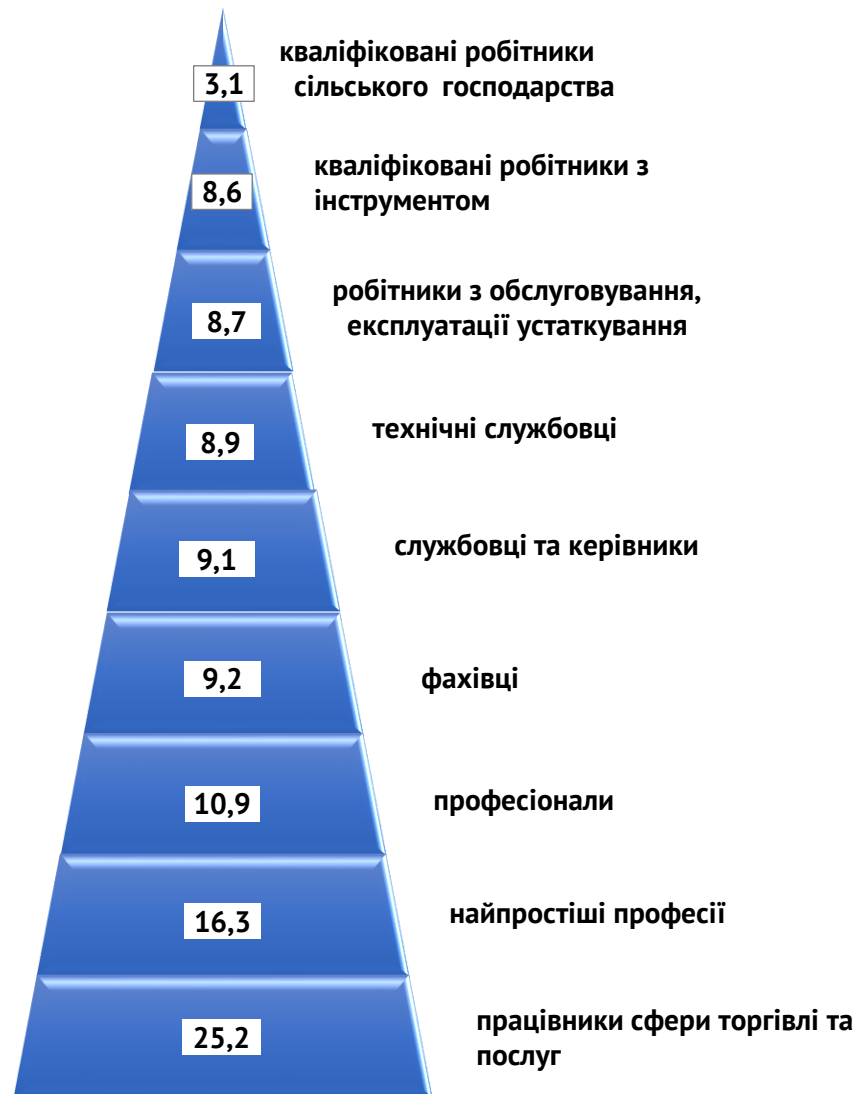 кваліфіковані робітники
3,1
сільського господарства
кваліфіковані робітники з
8,6
інструментом
робітники з обслуговування,
8,7
експлуатації устаткування
технічні службовці
8,9
службовці та керівники
9,1
фахівці
9,2
професіонали
10,9
найпростіші професії
16,3
працівники сфери торгівлі та
25,2
послуг